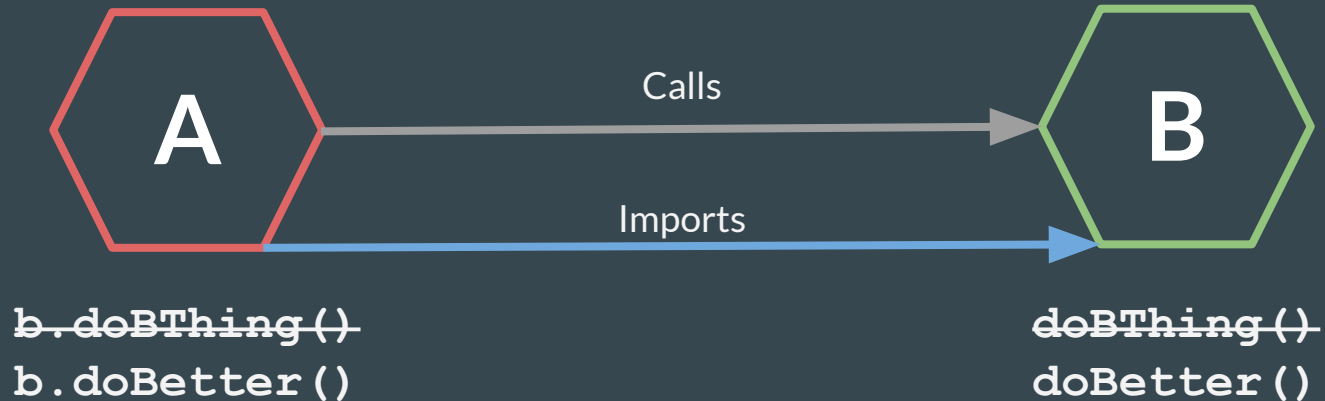 A
Calls
B
Imports
b.doBThing()
doBThing()
b.doBetter()
doBetter()